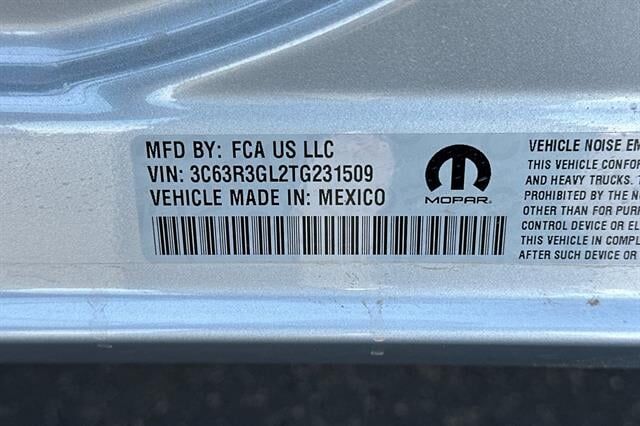 MFD BY: FCA US LLC
VIN: 3C63R3GL2TG231509
VEHICLE MADE IN: MEXICO
MOPAR
VEHICLE NOISE EM
THIS VEHICLE CONFOR
AND HEAVY TRUCKS. T
PROHIBITED BY THE N
OTHER THAN FOR PURP
CONTROL DEVICE OR EL
THIS VEHICLE IN COMPL
AFTER SUCH DEVICE OR